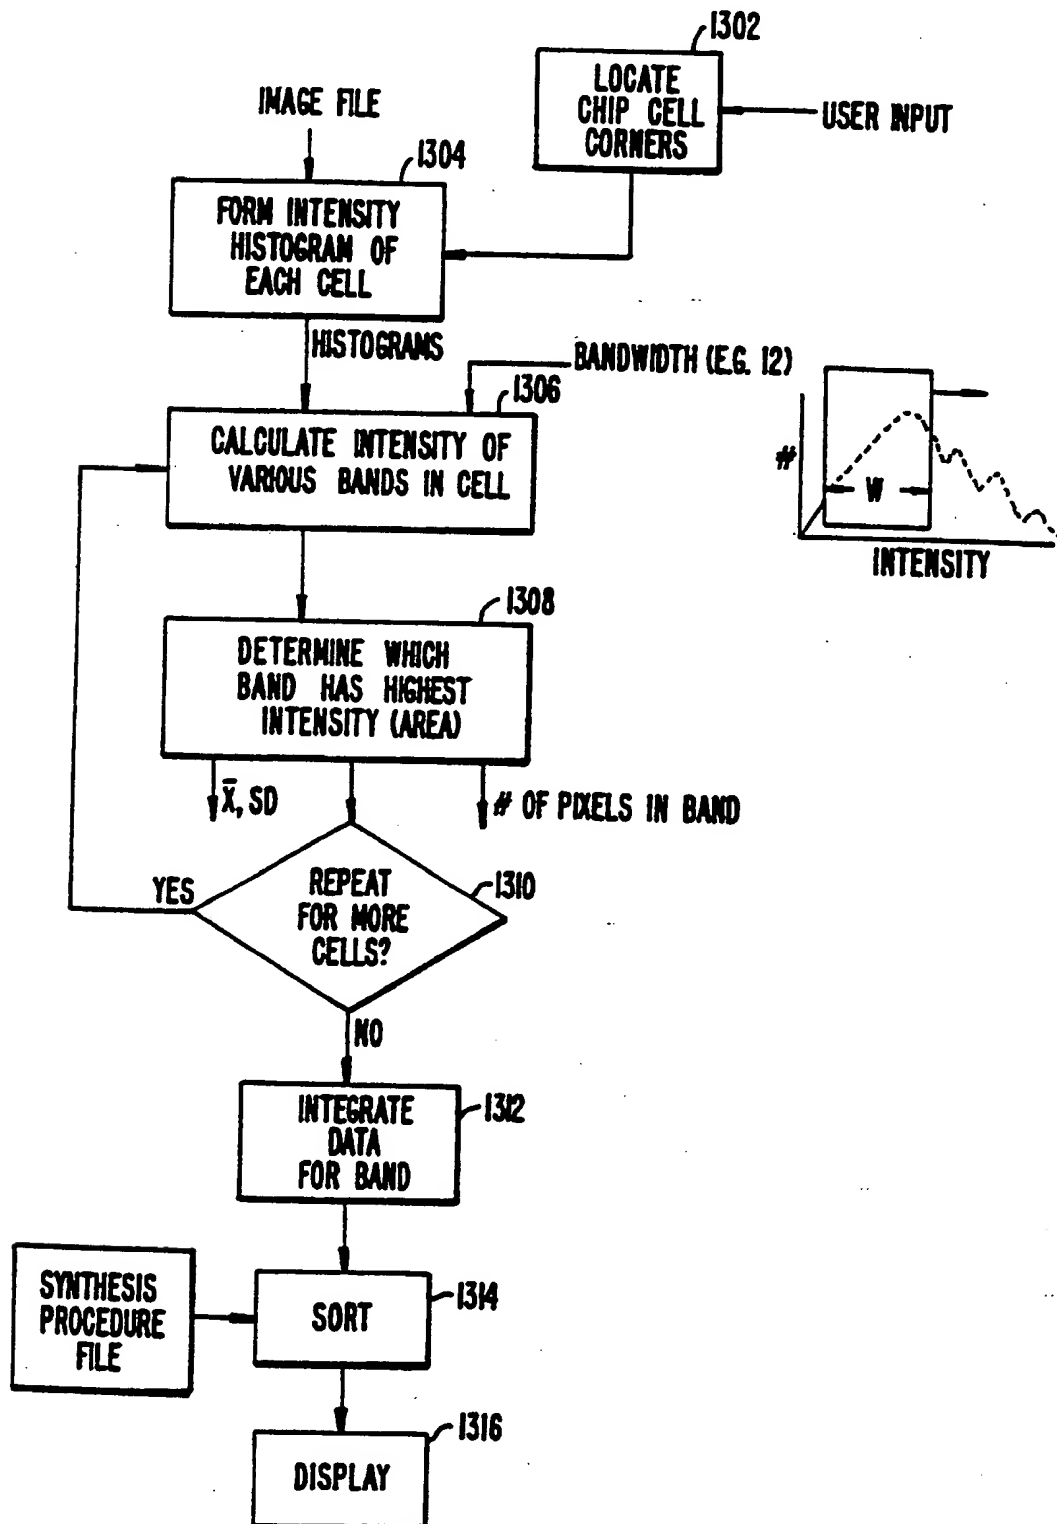 1302
LOCATE
CHIP CELL
CORNERS
USER INPUT
IMAGE FILE
1304
FORM INTENSITY
HISTOGRAM OF
EACH CELL
HISTOGRAMS
BANDWIDTH (E.G. 12)
1306
CALCULATE INTENSITY OF
VARIOUS BANDS IN CELL
#
W
INTENSITY
1308
DETERMINE WHICH
BAND HAS HIGHEST
INTENSITY (AREA)
X̄, SD
# OF PIXELS IN BAND
YES
REPEAT
FOR MORE
CELLS?
1310
NO
INTEGRATE
DATA
FOR BAND
1312
SYNTHESIS
PROCEDURE
FILE
SORT
1314
DISPLAY
1316